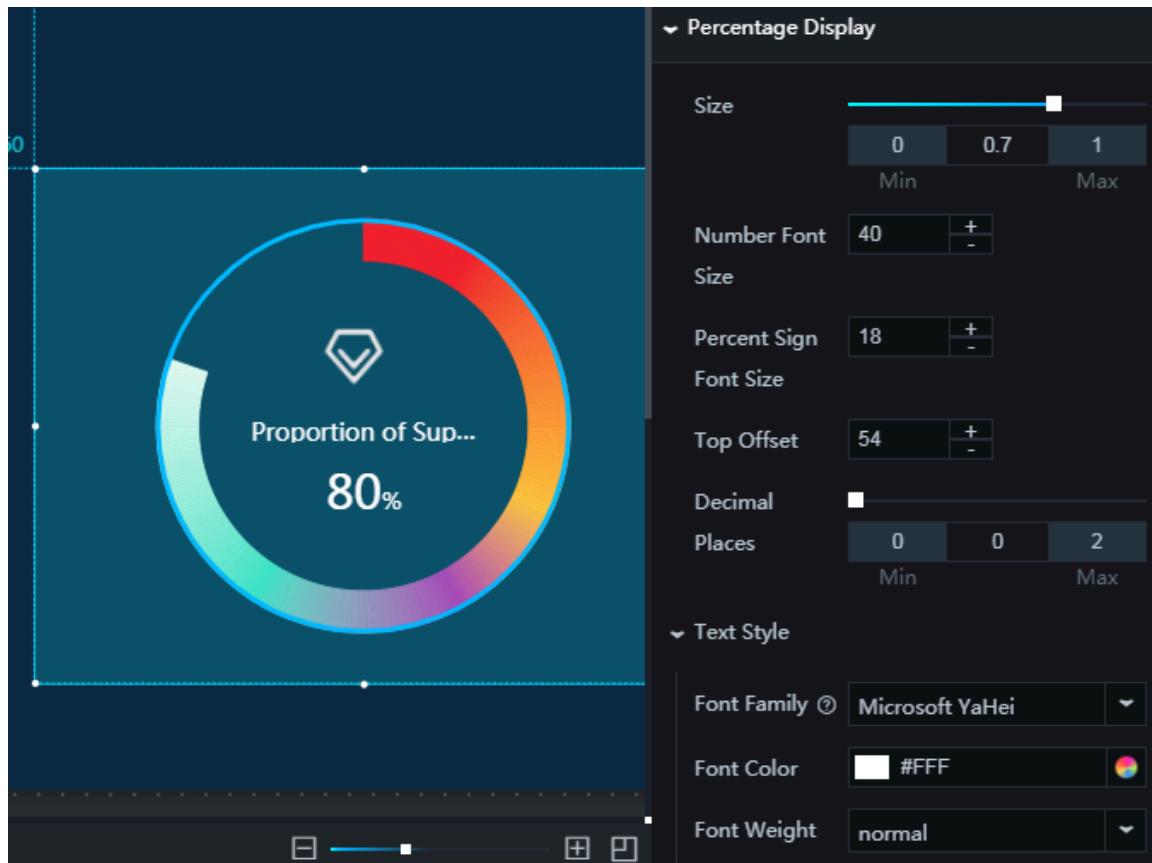 Percentage Display
Size
0 0.7 1
Min Max
Number Font Size
40 + -
Percent Sign Font Size
18 + -
Top Offset
54 + -
Decimal Places
0 0 2
Min Max
Text Style
Font Family ? Microsoft YaHei
Font Color #FFF
Font Weight normal
Proportion of Sup...
80%